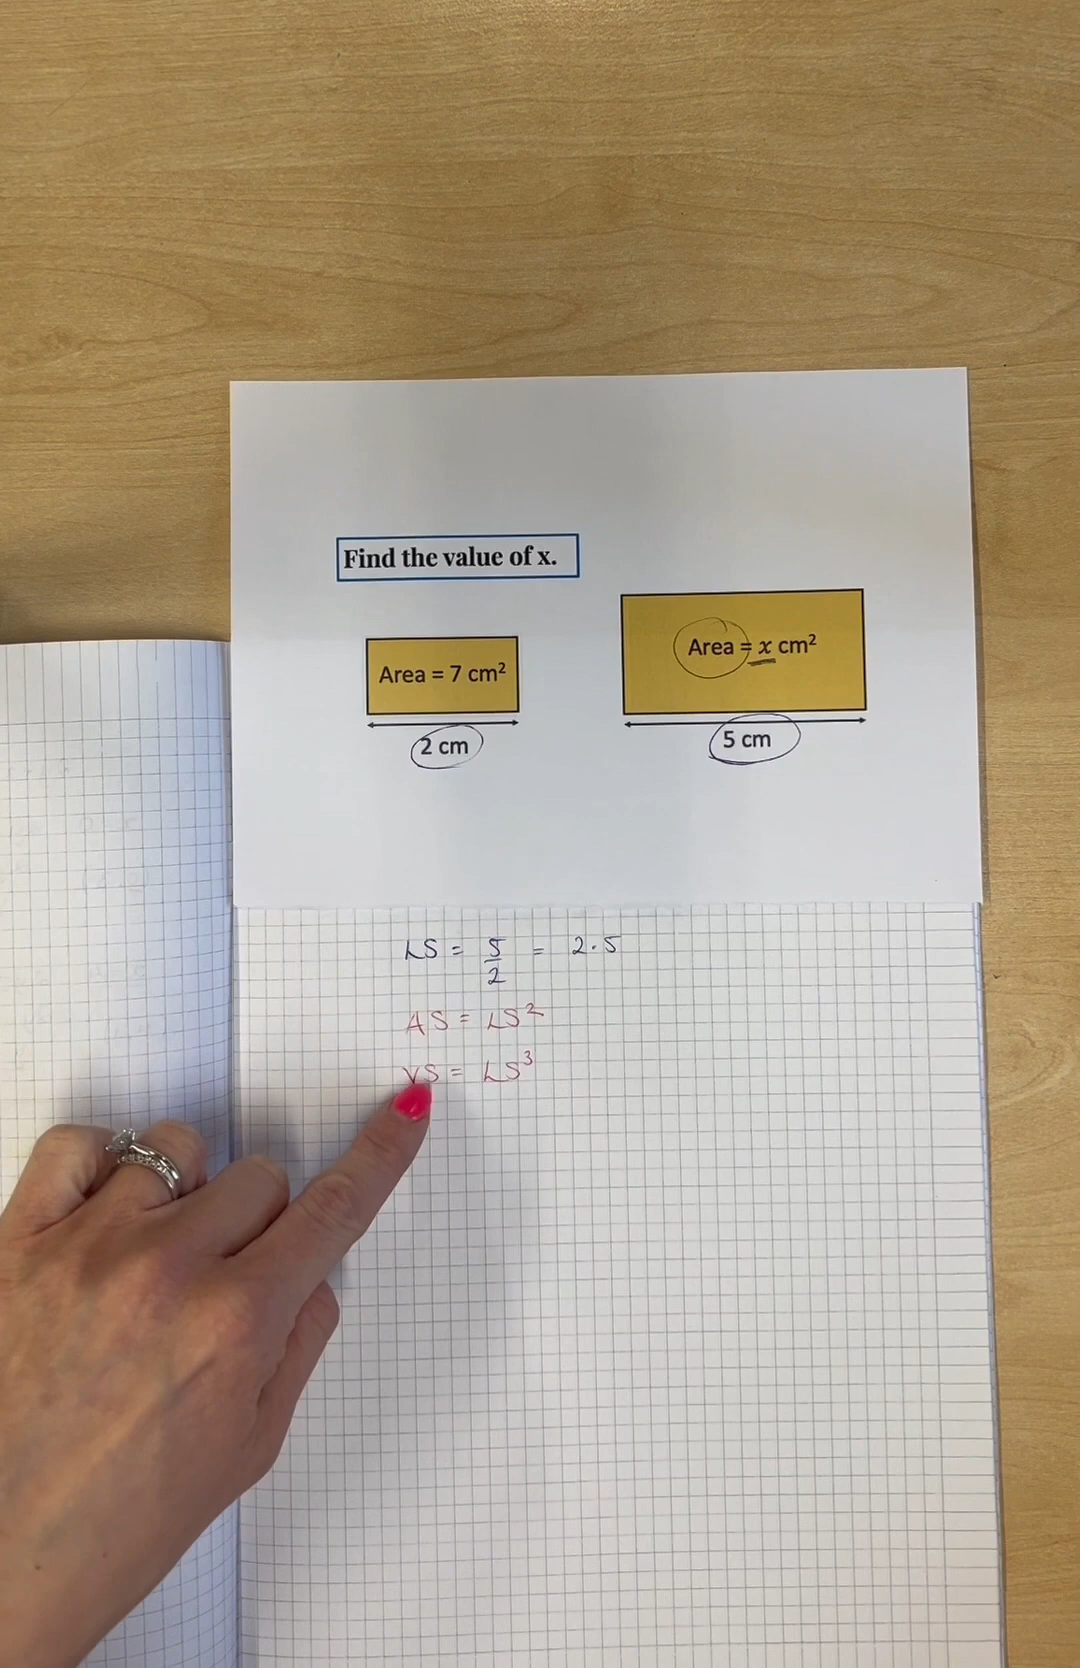 Find the value of x.
Area = 7 cm²
Area = x cm²
2 cm
5 cm
LS = 5/2 = 2.5
AS = LS²
VS = LS³